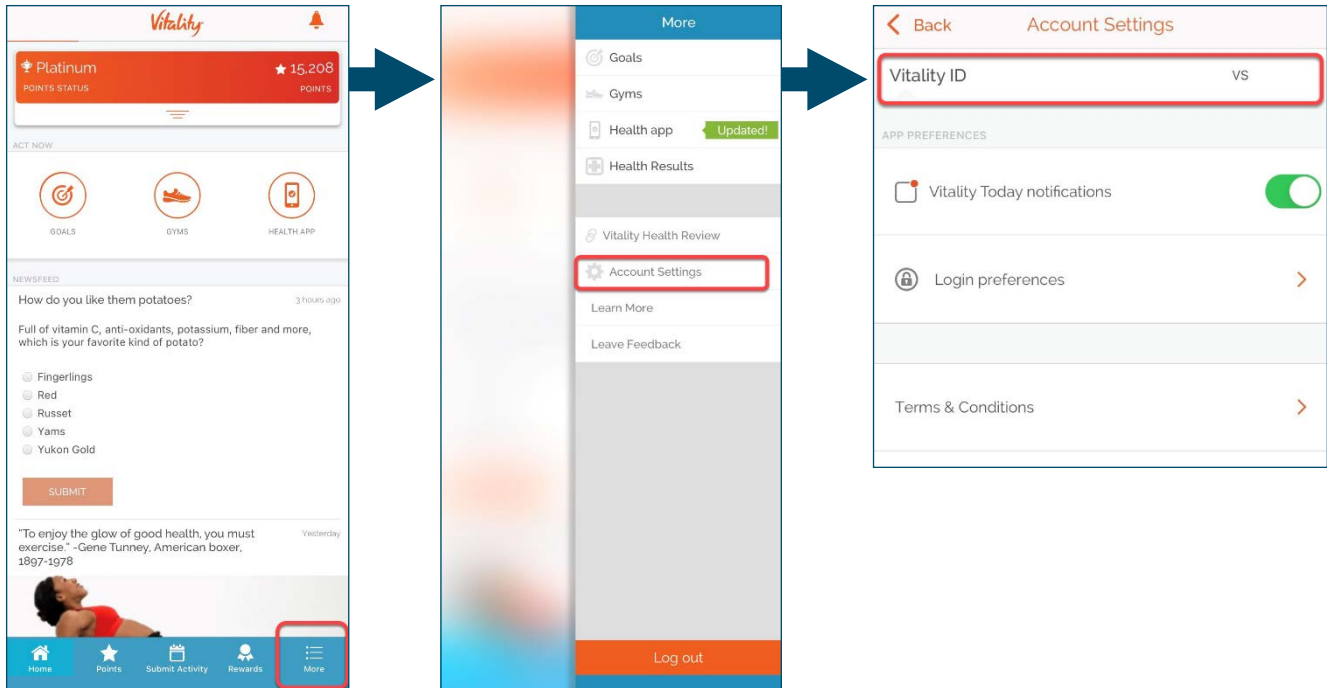 Vitality
Platinum
15,208
POINTS STATUS
POINTS
ACT NOW
GOALS
GYMS
HEALTH APP
NEWSFEED
How do you like them potatoes?
3 hours ago
Full of vitamin C, anti-oxidants, potassium, fiber and more,
which is your favorite kind of potato?
Fingerlings
Red
Russet
Yams
Yukon Gold
SUBMIT
"To enjoy the glow of good health, you must
Yesterday
exercise." -Gene Tunney, American boxer,
1897-1978
Home
Points
Submit Activity
Rewards
More
More
Goals
Gyms
Health app
Updated!
Health Results
Vitality Health Review
Account Settings
Learn More
Leave Feedback
Log out
Back
Account Settings
Vitality ID
VS
APP PREFERENCES
Vitality Today notifications
Login preferences
Terms & Conditions